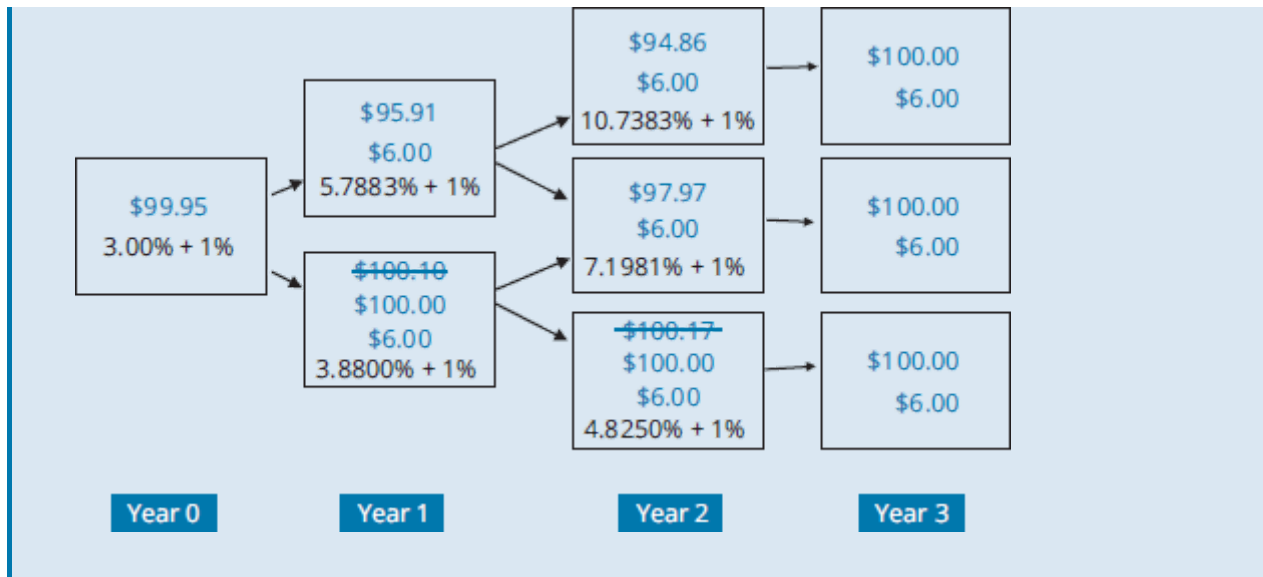 $99.95
3.00% + 1%
$95.91
$6.00
5.7883% + 1%
$100.10
$100.00
$6.00
3.8800% + 1%
$94.86
$6.00
10.7383% + 1%
$97.97
$6.00
7.1981% + 1%
$100.17
$100.00
$6.00
4.8250% + 1%
$100.00
$6.00
$100.00
$6.00
$100.00
$6.00
Year 0
Year 1
Year 2
Year 3